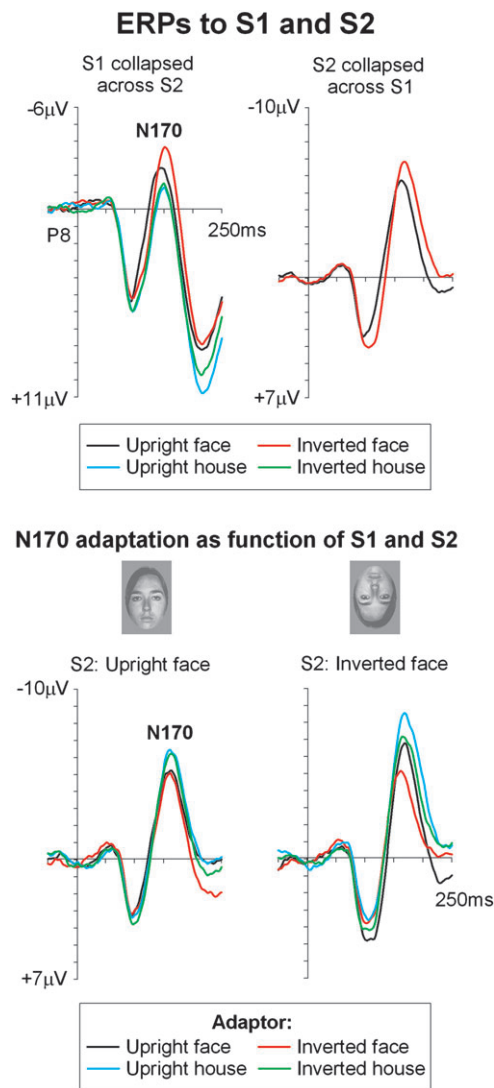 ERPs to S1 and S2
S1 collapsed
across S2
S2 collapsed
across S1
-6µV
N170
P8
250ms
+11µV
-10µV
+7µV
Upright face
Inverted face
Upright house
Inverted house
N170 adaptation as function of S1 and S2
S2: Upright face
S2: Inverted face
-10µV
N170
+7µV
250ms
Adaptor:
Upright face
Inverted face
Upright house
Inverted house